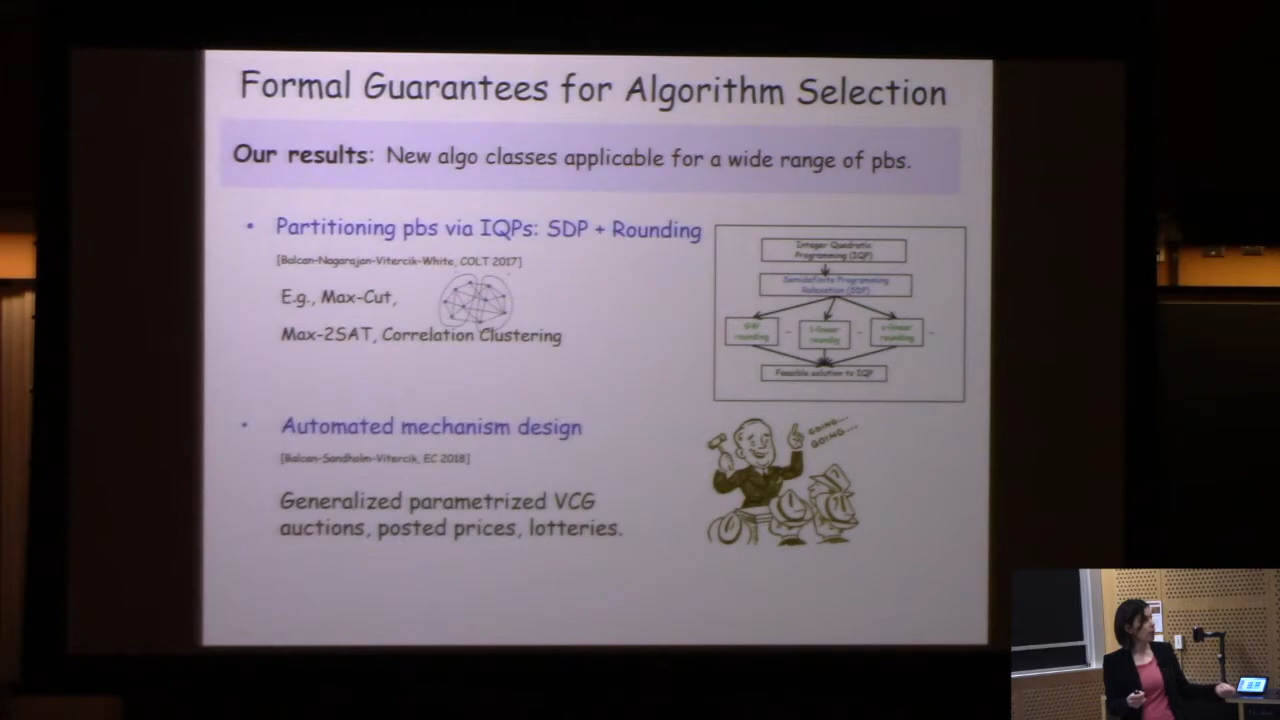 Formal Guarantees for Algorithm Selection
Our results: New algo classes applicable for a wide range of pbs.
• Partitioning pbs via IQPs: SDP + Rounding
[Balcan-Nagarajan-Vitercik-White, COLT 2017]
E.g., Max-Cut,
Max-2SAT, Correlation Clustering
Integer Quadratic
Programming (IQP)
Semidefinite Programming
Relaxation (SDP)
rounding
rounding
Feasible solution to IQP
• Automated mechanism design
[Balcan-Sandholm-Vitercik, EC 2018]
Generalized parametrized VCG
auctions, posted prices, lotteries.
GOING...
GOING...